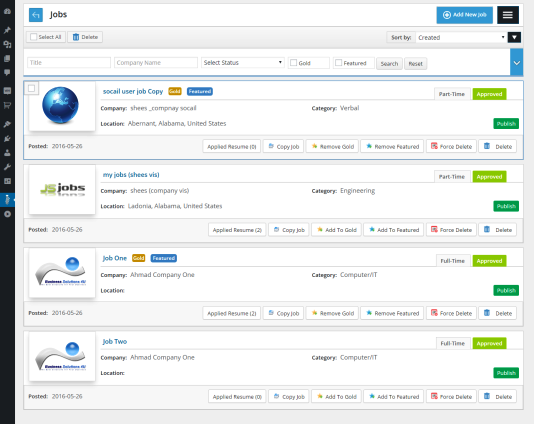 Jobs
Add New Job
Select All Delete
Sort by: Created
Title Company Name Select Status Gold Featured Search Reset
socail user job Copy Gold Featured
Part-Time Approved
Company: shees _compnay socail Category: Verbal
Location: Abernant, Alabama, United States
Publish
Posted: 2016-05-26 Applied Resume (0) Copy Job Remove Gold Remove Featured Force Delete Delete
my jobs (shees vis)
Part-Time Approved
JS jobs
Company: shees (company vis) Category: Engineering
Location: Ladonia, Alabama, United States
Publish
Posted: 2016-05-26 Applied Resume (2) Copy Job Add To Gold Add To Featured Force Delete Delete
Job One Gold Featured
Full-Time Approved
Company: Ahmad Company One Category: Computer/IT
Business Solutions 4U
Location:
Publish
Posted: 2016-05-26 Applied Resume (2) Copy Job Remove Gold Remove Featured Force Delete Delete
Job Two
Full-Time Approved
Company: Ahmad Company One Category: Computer/IT
Business Solutions 4U
Location:
Publish
Posted: 2016-05-26 Applied Resume (0) Copy Job Add To Gold Add To Featured Force Delete Delete